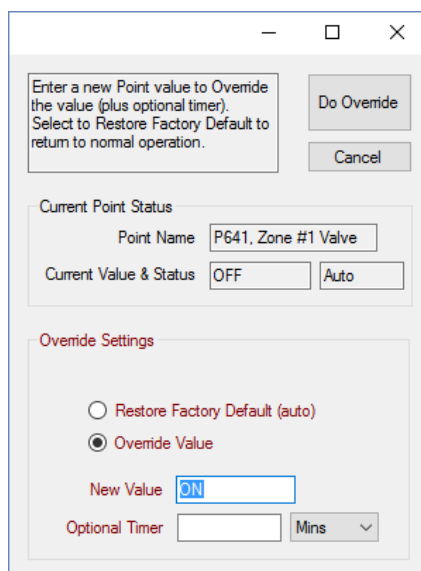 Enter a new Point value to Override
the value (plus optional timer).
Select to Restore Factory Default to
return to normal operation.
Do Override
Cancel
Current Point Status
Point Name P641, Zone #1 Valve
Current Value & Status OFF Auto
Override Settings
Restore Factory Default (auto)
Override Value
New Value ON
Optional Timer Mins